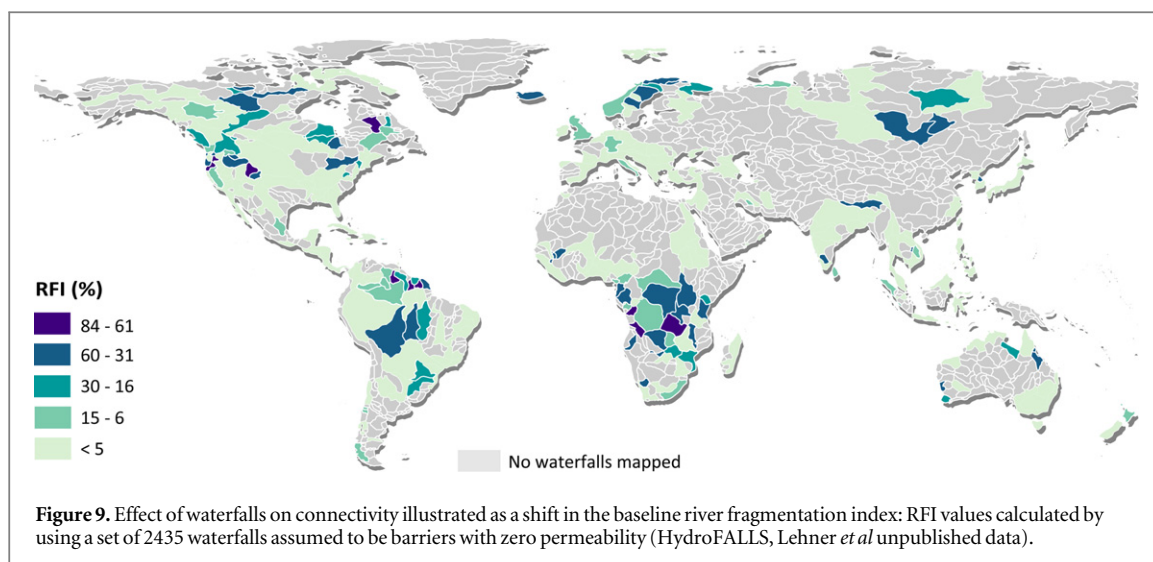 RFI (%)
84 - 61
60 - 31
30 - 16
15 - 6
< 5
No waterfalls mapped
Figure 9. Effect of waterfalls on connectivity illustrated as a shift in the baseline river fragmentation index: RFI values calculated by
using a set of 2435 waterfalls assumed to be barriers with zero permeability (HydroFALLS, Lehner et al unpublished data).